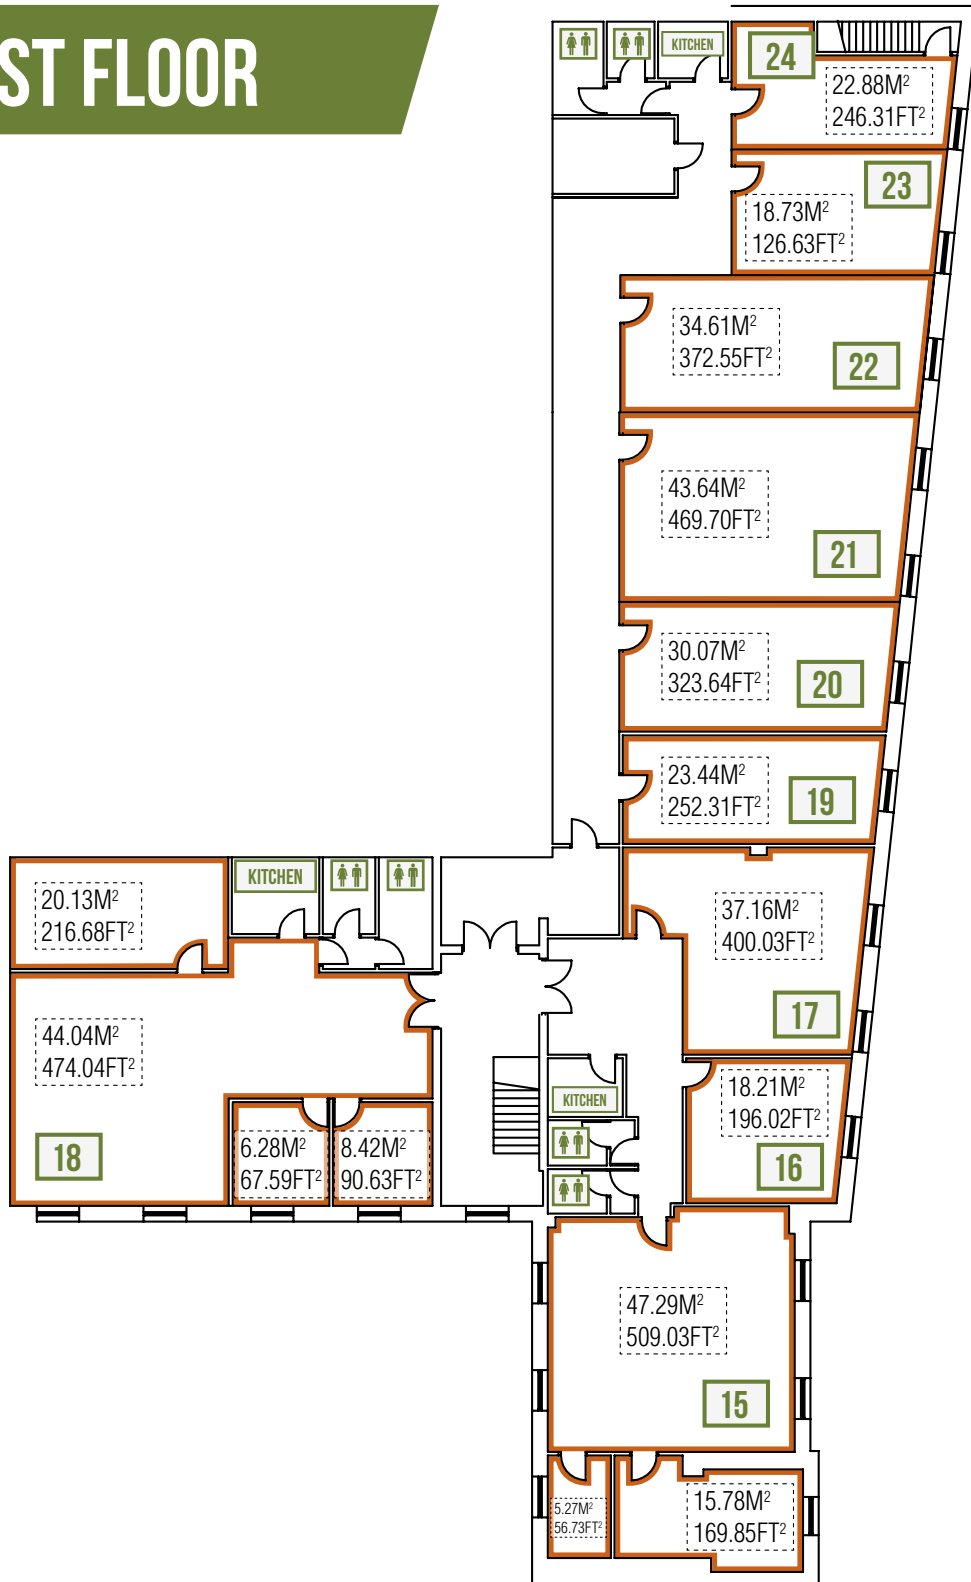 ST FLOOR
KITCHEN
24
22.88M²
246.31FT²
23
18.73M²
126.63FT²
34.61M²
372.55FT²
22
43.64M²
469.70FT²
21
30.07M²
323.64FT²
20
23.44M²
252.31FT²
19
KITCHEN
20.13M²
216.68FT²
37.16M²
400.03FT²
17
44.04M²
474.04FT²
18
6.28M²
67.59FT²
8.42M²
90.63FT²
KITCHEN
18.21M²
196.02FT²
16
47.29M²
509.03FT²
15
5.27M²
56.73FT²
15.78M²
169.85FT²